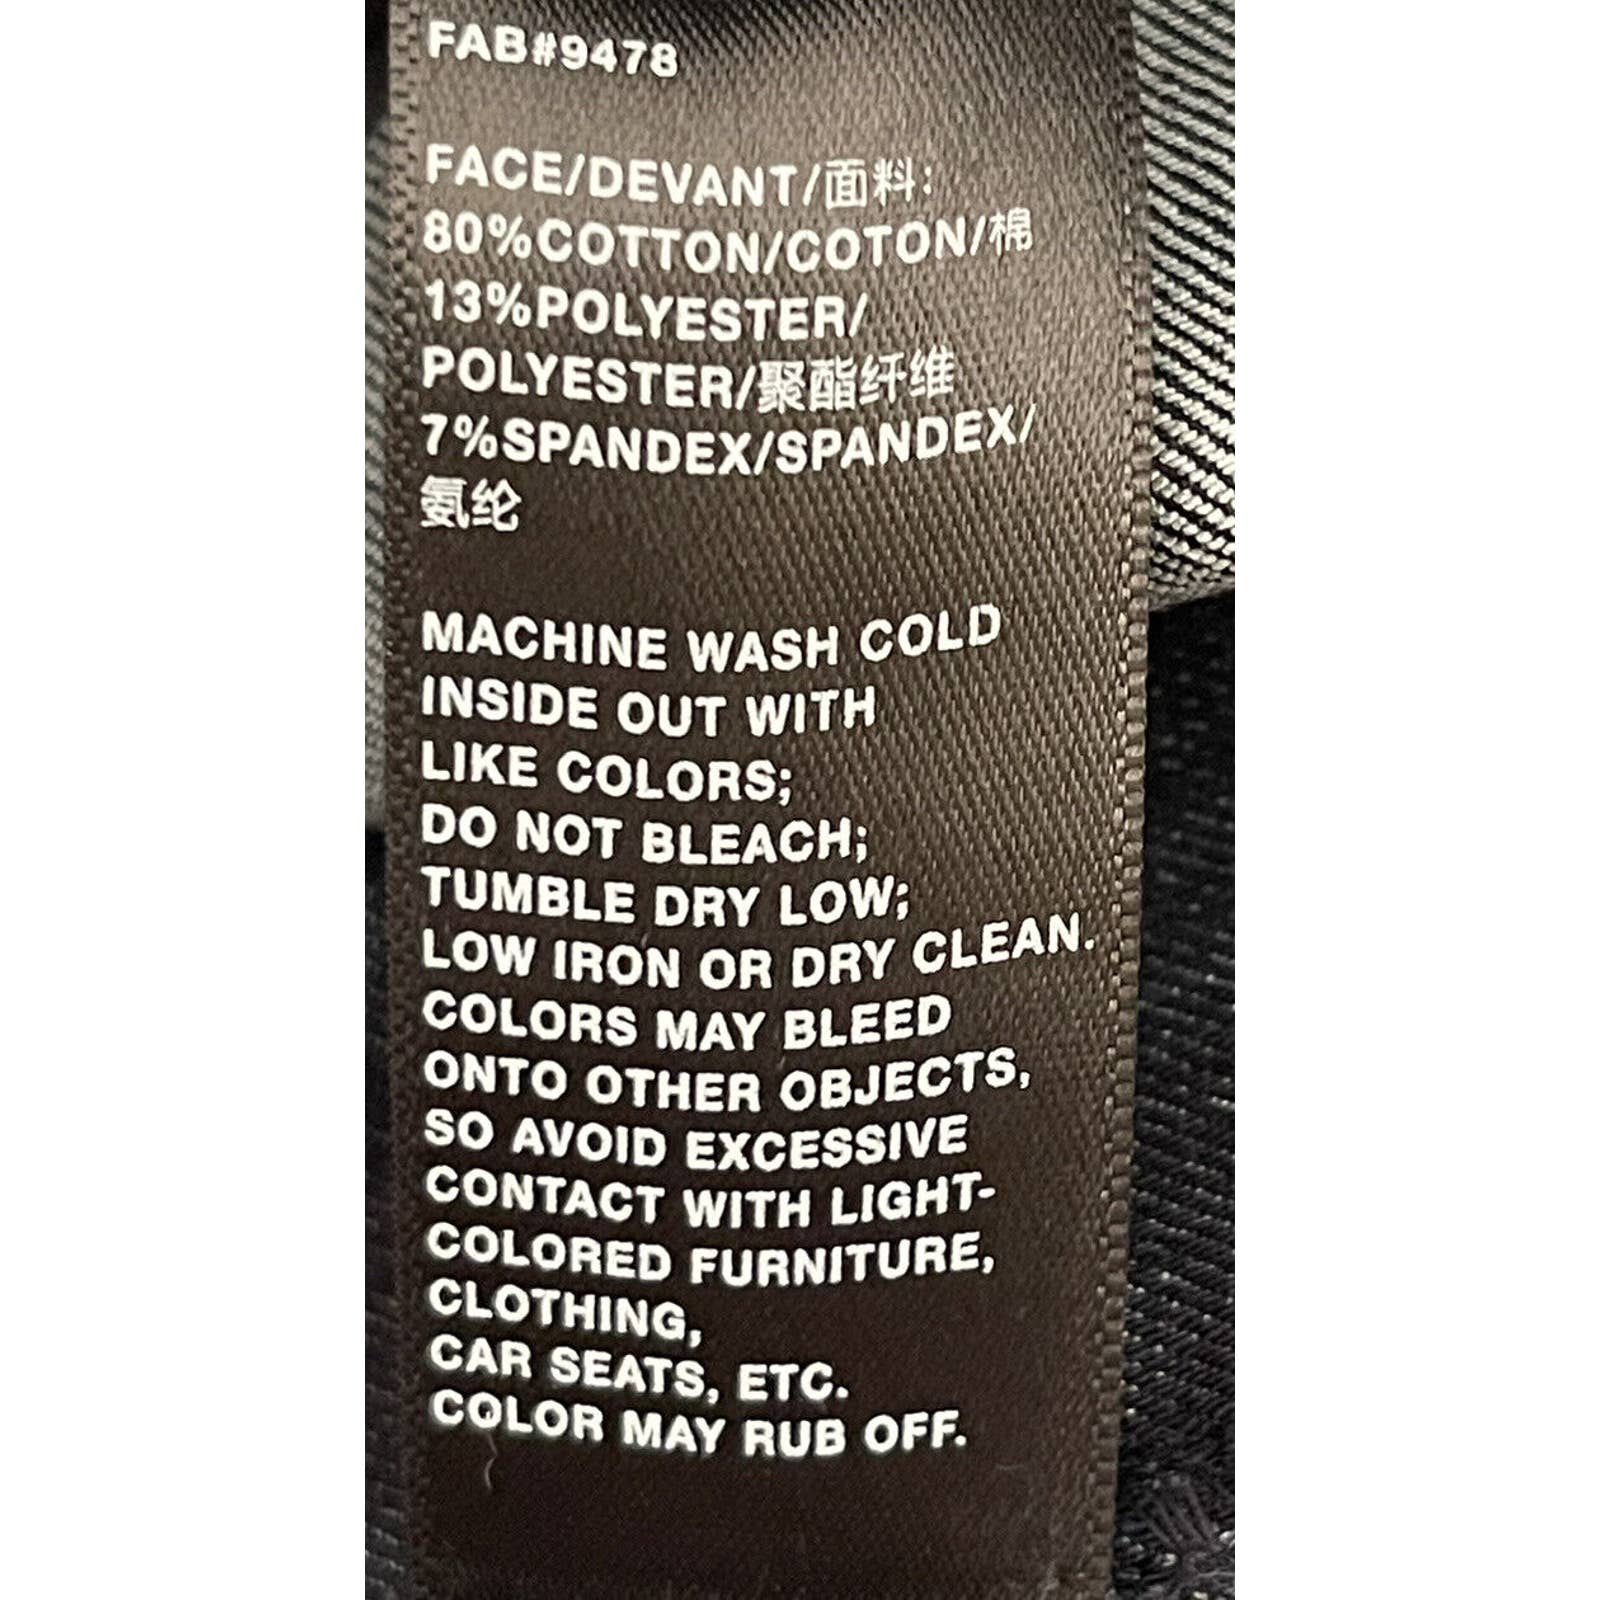 FAB#9478
FACE/DEVANT/面料:
80%COTTON/COTON/棉
13%POLYESTER/
POLYESTER/聚酯纤维
7%SPANDEX/SPANDEX/
氨纶
MACHINE WASH COLD
INSIDE OUT WITH
LIKE COLORS;
DO NOT BLEACH;
TUMBLE DRY LOW;
LOW IRON OR DRY CLEAN.
COLORS MAY BLEED
ONTO OTHER OBJECTS,
SO AVOID EXCESSIVE
CONTACT WITH LIGHT-
COLORED FURNITURE,
CLOTHING,
CAR SEATS, ETC.
COLOR MAY RUB OFF.